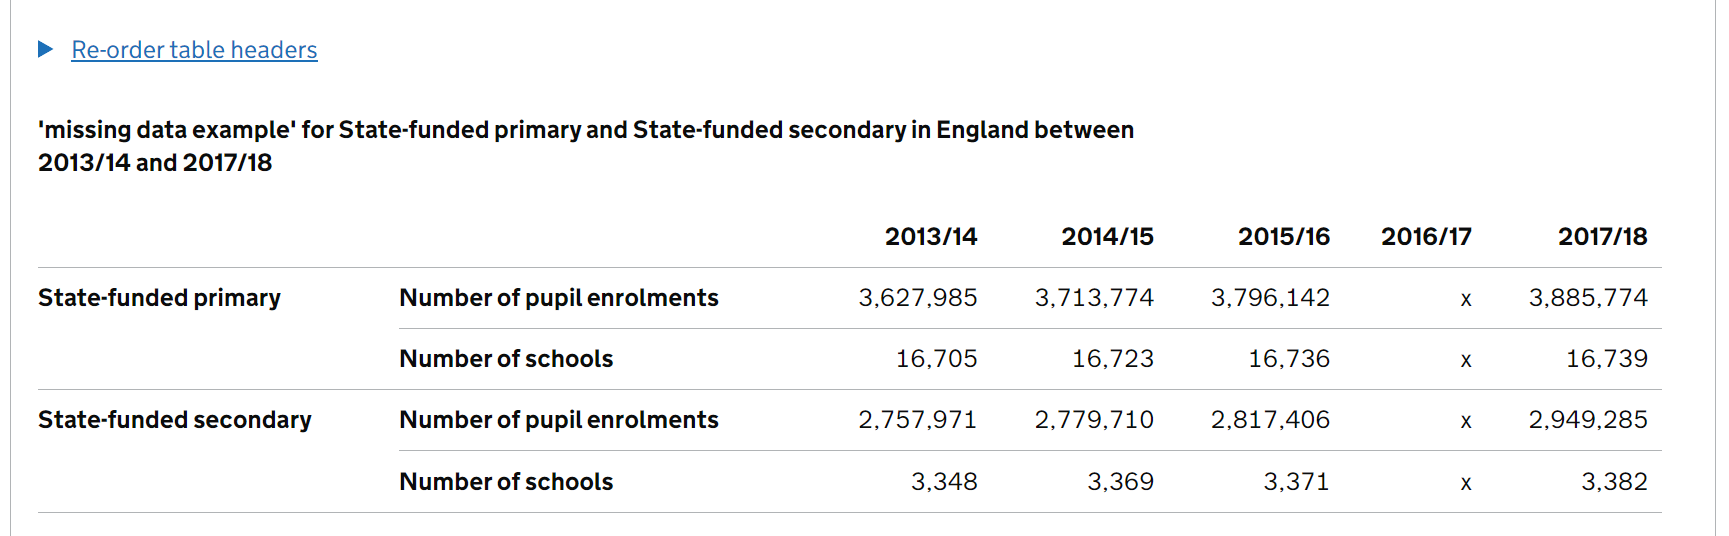 Re-order table headers
'missing data example' for State-funded primary and State-funded secondary in England between
2013/14 and 2017/18
2013/14 2014/15 2015/16 2016/17 2017/18
State-funded primary Number of pupil enrolments 3,627,985 3,713,774 3,796,142 x 3,885,774
Number of schools 16,705 16,723 16,736 x 16,739
State-funded secondary Number of pupil enrolments 2,757,971 2,779,710 2,817,406 x 2,949,285
Number of schools 3,348 3,369 3,371 x 3,382